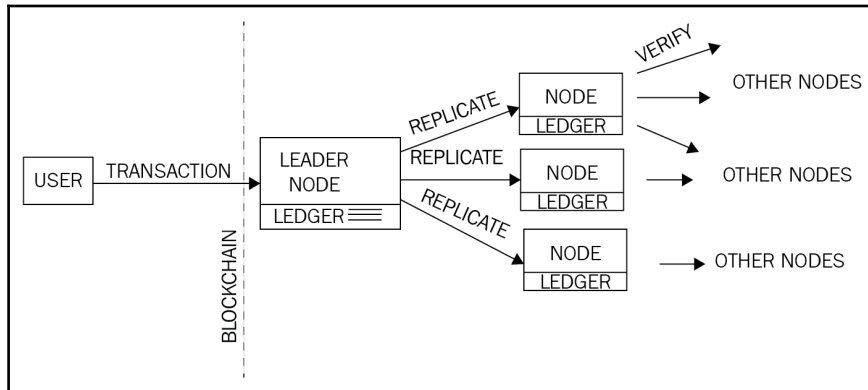 USER
TRANSACTION
BLOCKCHAIN
LEADER
NODE
LEDGER
REPLICATE
REPLICATE
REPLICATE
NODE
LEDGER
NODE
LEDGER
NODE
LEDGER
VERIFY
OTHER NODES
OTHER NODES
OTHER NODES